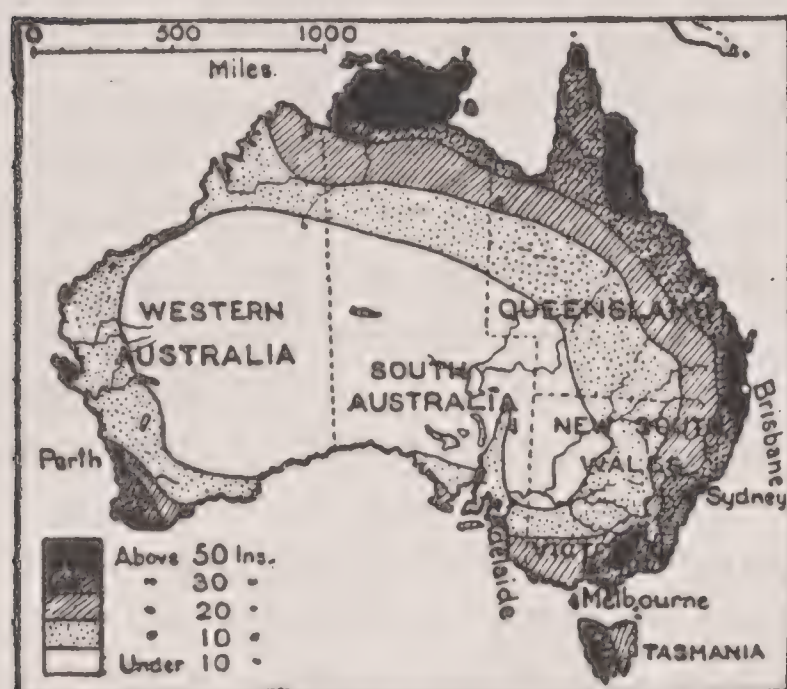 0 500 1000
Miles.
WESTERN
AUSTRALIA
QUEENSLAND
SOUTH
AUSTRALIA
NEW SOUTH
WALES
Brisbane
Perth
Sydney
Adelaide
VICT
Melbourne
TASMANIA
Above 50 Ins.
" 30 "
" 20 "
" 10 "
Under 10 "